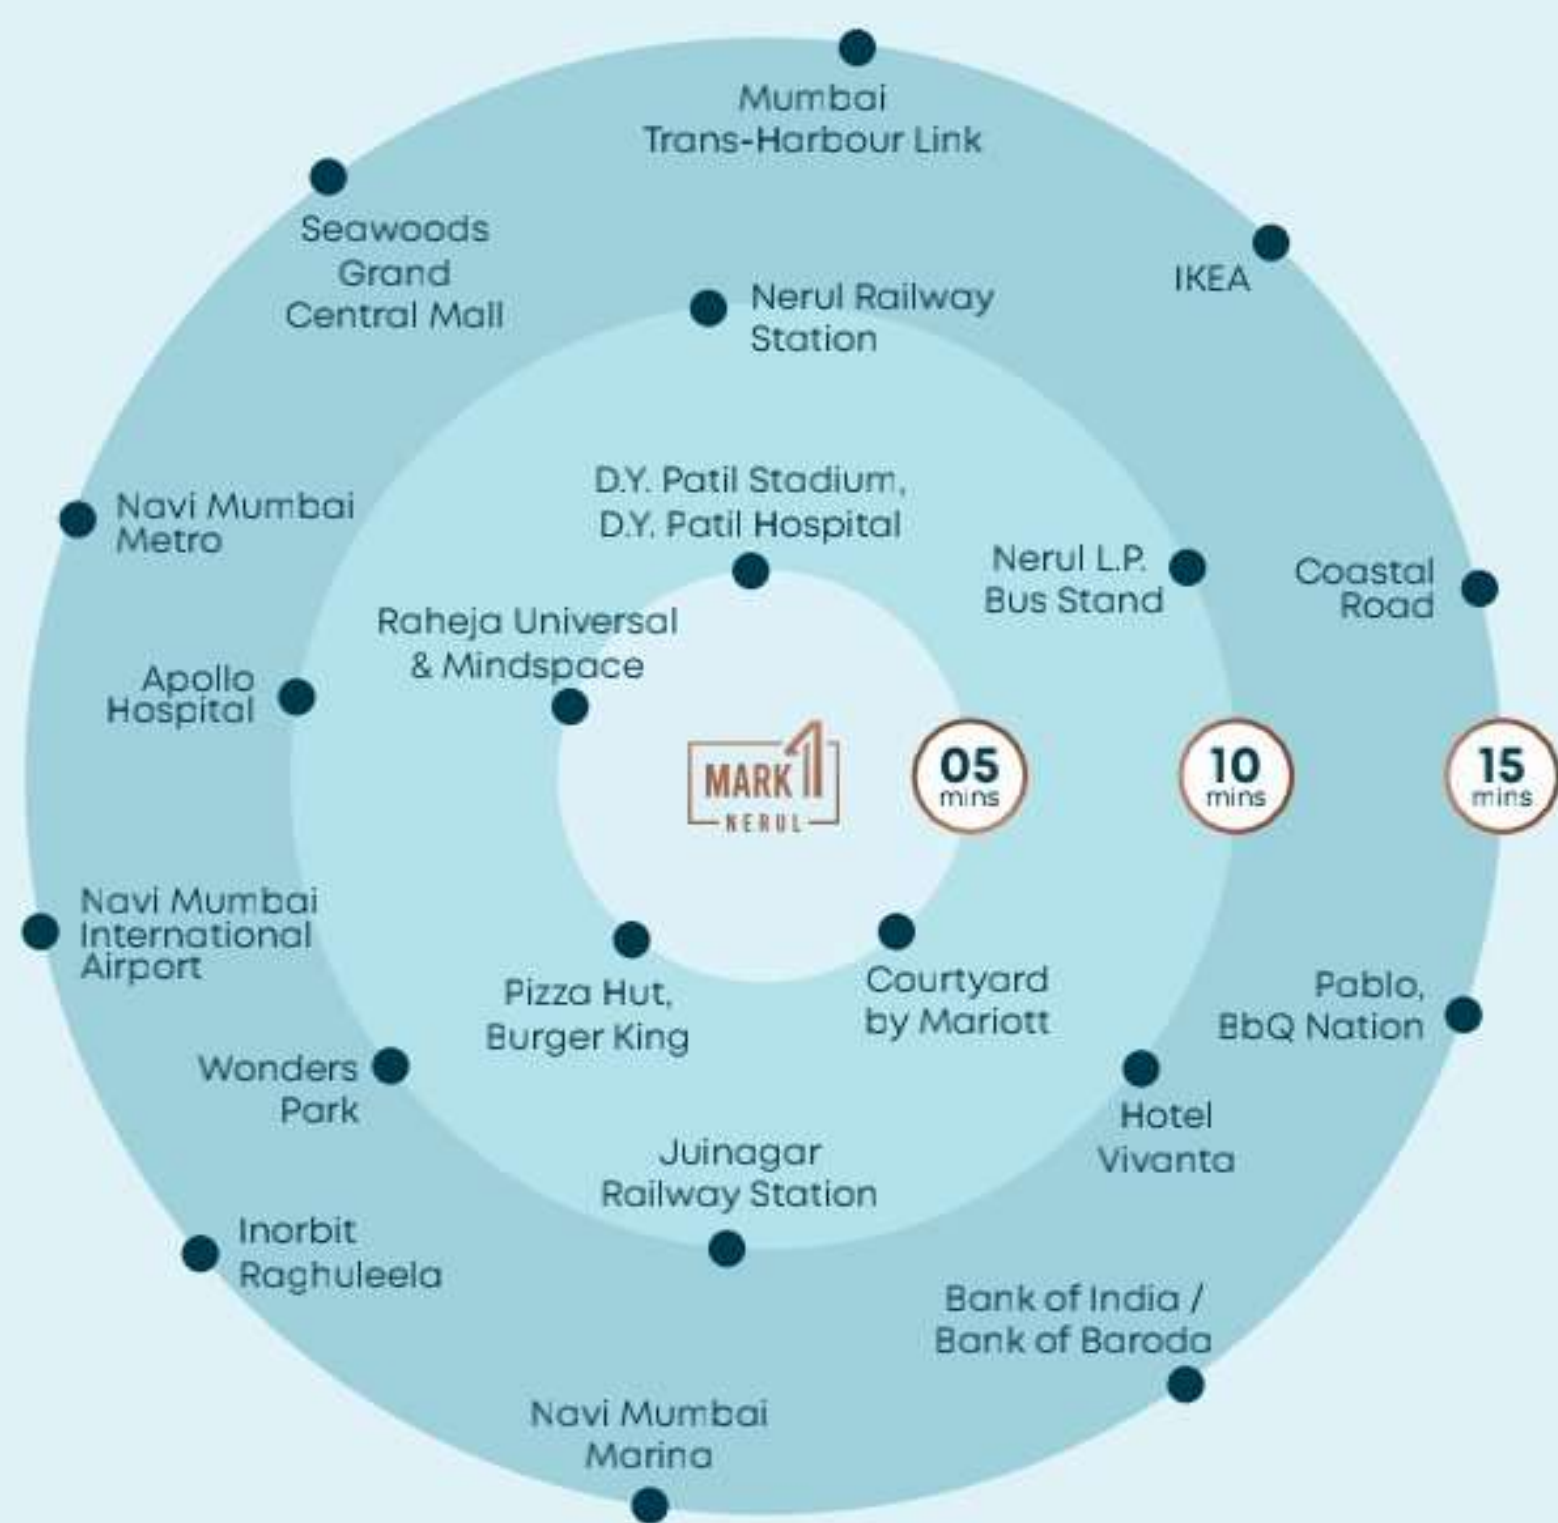 Mumbai
Trans-Harbour Link
Seawoods
Grand
Central Mall
IKEA
Nerul Railway
Station
D.Y. Patil Stadium,
D.Y. Patil Hospital
Navi Mumbai
Metro
Nerul L.P.
Bus Stand
Coastal
Road
Raheja Universal
& Mindspace
Apollo
Hospital
MARK 1
NERUL
05
mins
10
mins
15
mins
Navi Mumbai
International
Airport
Pizza Hut,
Burger King
Courtyard
by Mariott
Pablo,
BbQ Nation
Wonders
Park
Hotel
Vivanta
Juinagar
Railway Station
Inorbit
Raghuleela
Bank of India /
Bank of Baroda
Navi Mumbai
Marina